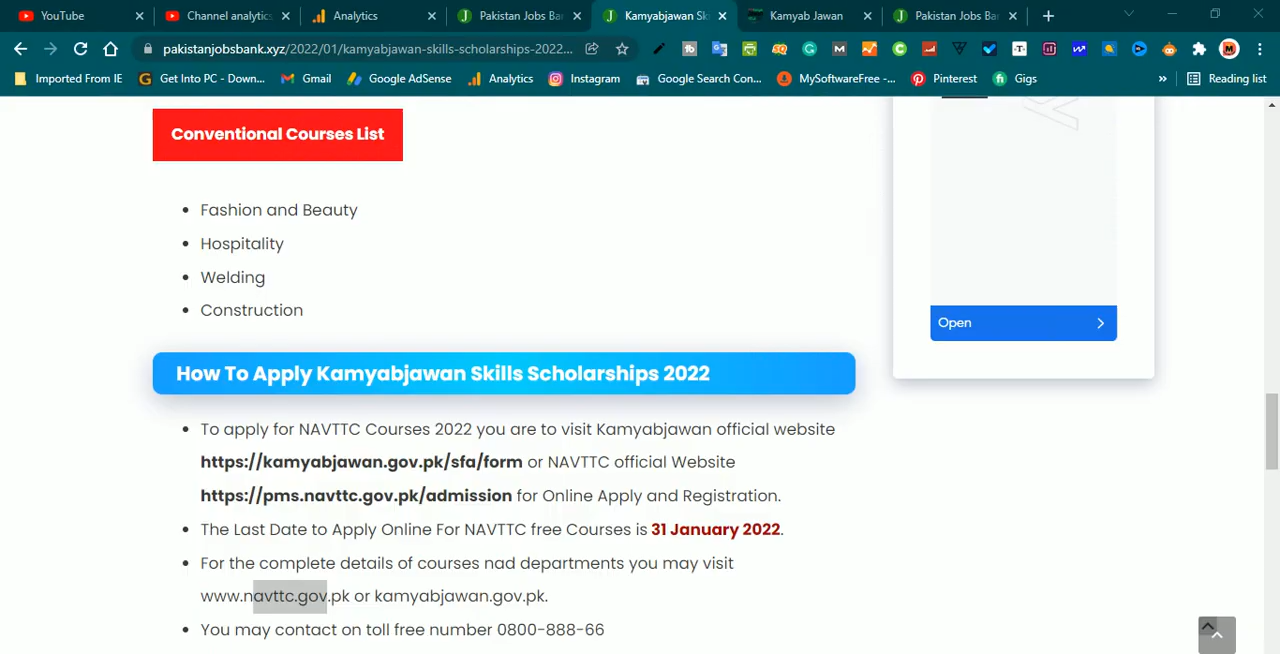 YouTube
Channel analytics
Analytics
Pakistan Jobs Ba
Kamyabjawan Sk
Kamyab Jawan
Pakistan Jobs Ba
pakistanjobsbank.xyz/2022/01/kamyabjawan-skills-scholarships-2022...
Imported From IE
Get Into PC - Down...
Gmail
Google AdSense
Analytics
Instagram
Google Search Con...
MySoftwareFree -...
Pinterest
Gigs
»
Reading list
Conventional Courses List
• Fashion and Beauty
• Hospitality
• Welding
• Construction
Open
How To Apply Kamyabjawan Skills Scholarships 2022
• To apply for NAVTTC Courses 2022 you are to visit Kamyabjawan official website
https://kamyabjawan.gov.pk/sfa/form or NAVTTC official Website
https://pms.navttc.gov.pk/admission for Online Apply and Registration.
• The Last Date to Apply Online For NAVTTC free Courses is 31 January 2022.
• For the complete details of courses nad departments you may visit
www.navttc.gov.pk or kamyabjawan.gov.pk.
• You may contact on toll free number 0800-888-66